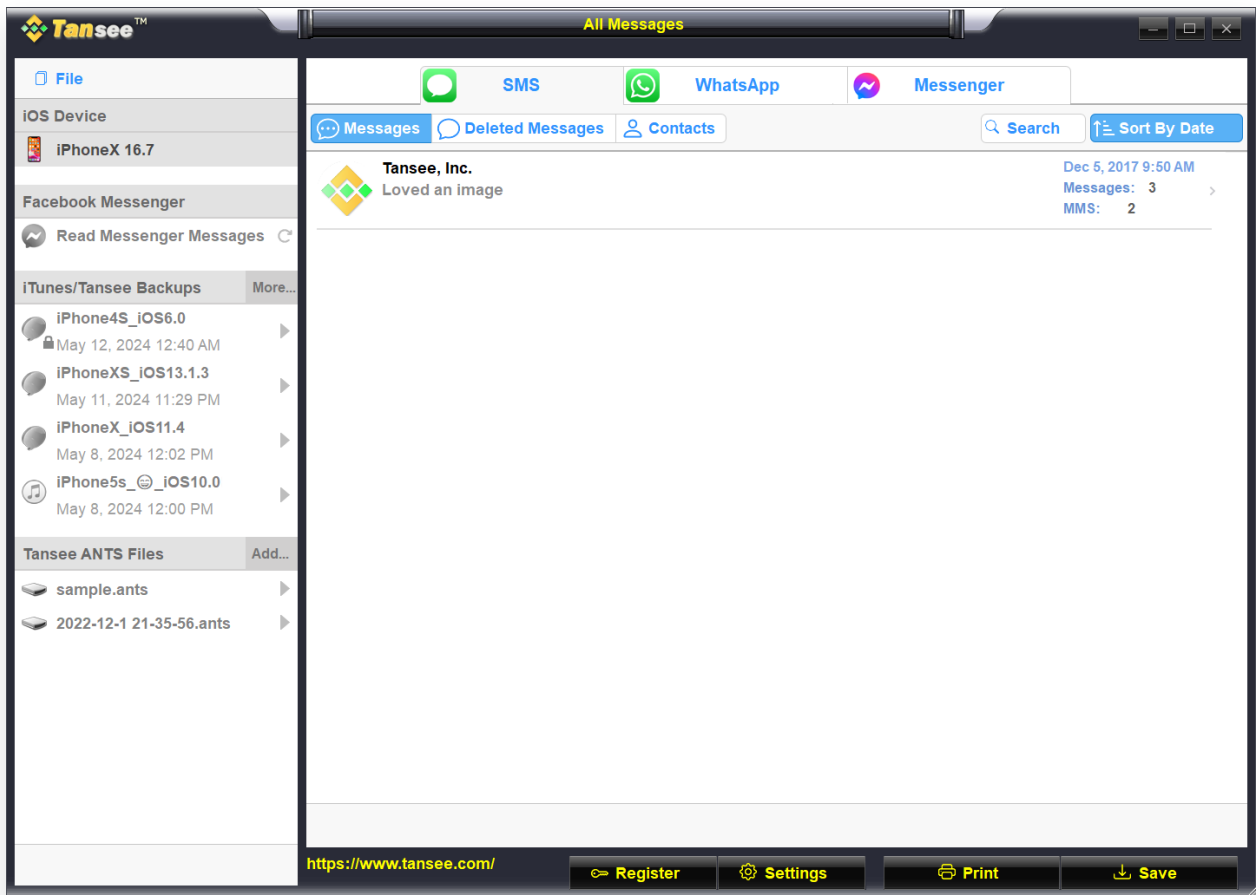 Tansee™
All Messages
File
iOS Device
iPhoneX 16.7
Facebook Messenger
Read Messenger Messages
iTunes/Tansee Backups More...
iPhone4S_iOS6.0
May 12, 2024 12:40 AM
iPhoneXS_iOS13.1.3
May 11, 2024 11:29 PM
iPhoneX_iOS11.4
May 8, 2024 12:02 PM
iPhone5s_😁_iOS10.0
May 8, 2024 12:00 PM
Tansee ANTS Files Add...
sample.ants
2022-12-1 21-35-56.ants
SMS WhatsApp Messenger
Messages Deleted Messages Contacts Search Sort By Date
Tansee, Inc. Dec 5, 2017 9:50 AM
Loved an image Messages: 3
MMS: 2
https://www.tansee.com/ Register Settings Print Save